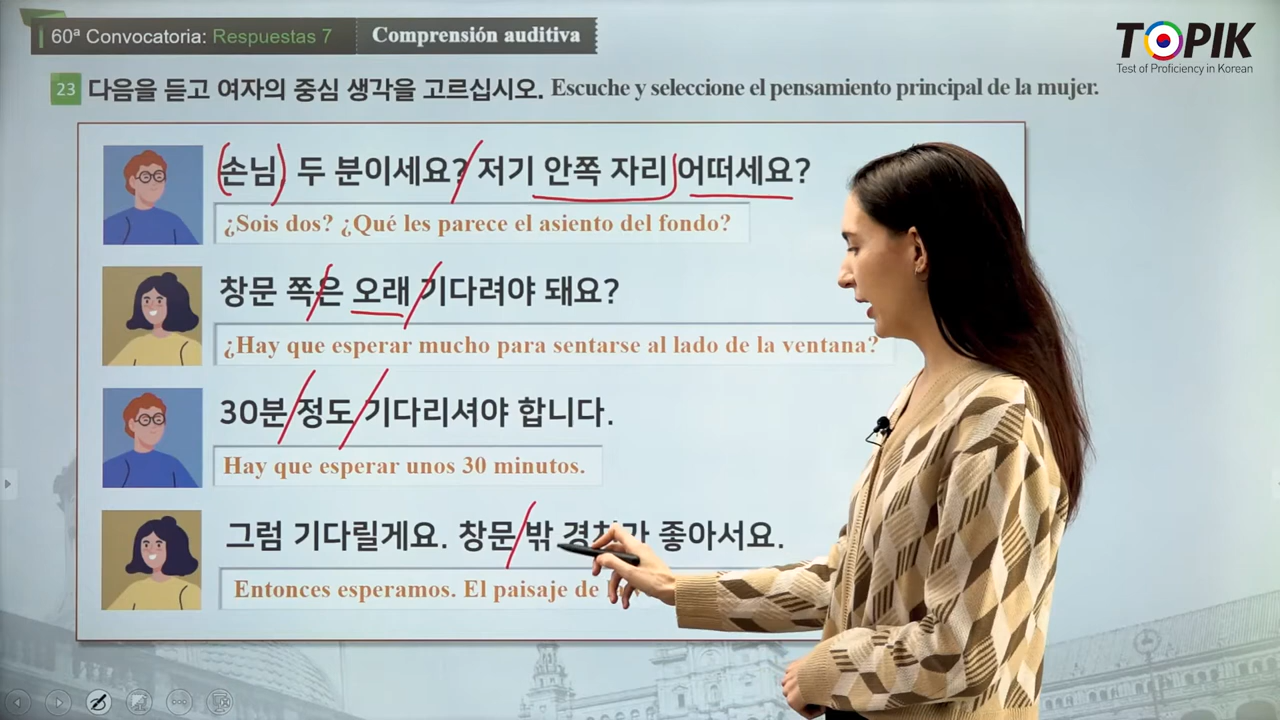 60ª Convocatoria: Respuestas 7 Comprensión auditiva
TOPIK
Test of Proficiency in Korean
23 다음을 듣고 여자의 중심 생각을 고르십시오. Escuche y seleccione el pensamiento principal de la mujer.
손님 두 분이세요? 저기 안쪽 자리 어떠세요?
¿Sois dos? ¿Qué les parece el asiento del fondo?
창문 쪽은 오래 기다려야 돼요?
¿Hay que esperar mucho para sentarse al lado de la ventana?
30분 정도 기다리셔야 합니다.
Hay que esperar unos 30 minutos.
그럼 기다릴게요. 창문 밖 좋아서요.
Entonces esperamos. El paisaje de